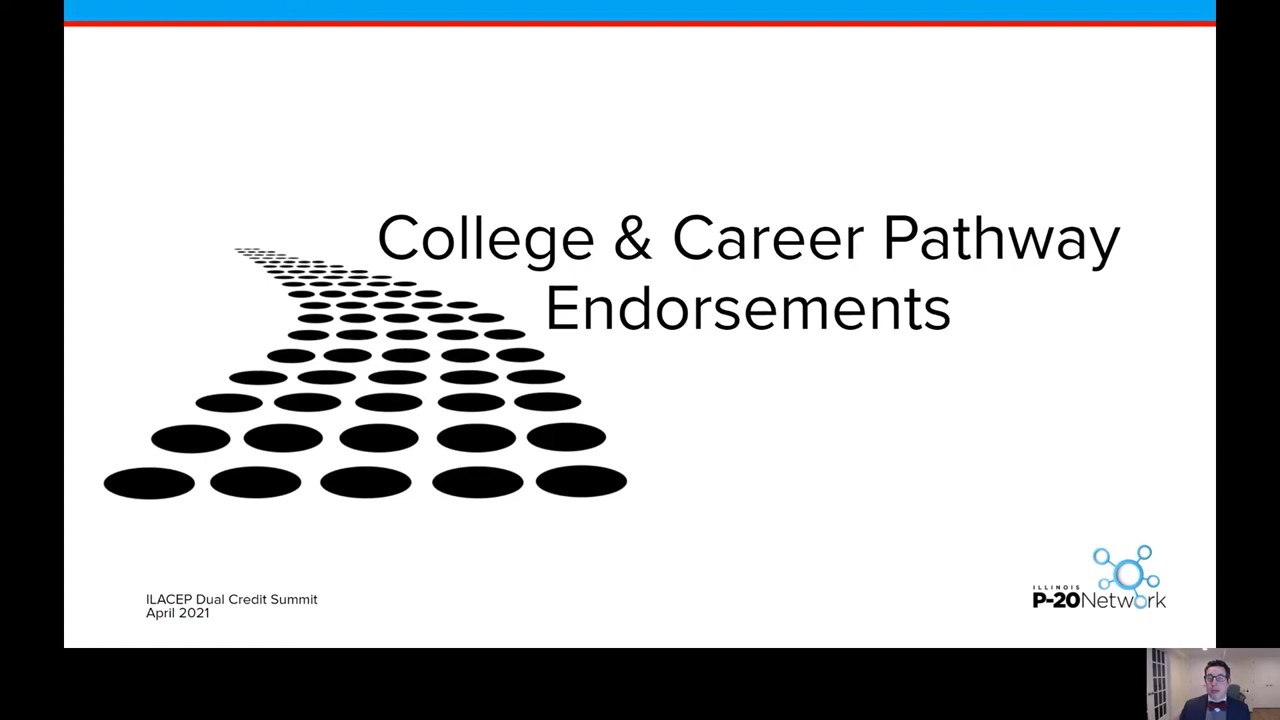 College & Career Pathway
Endorsements
ILACEP Dual Credit Summit
April 2021
ILLINOIS
P-20Network